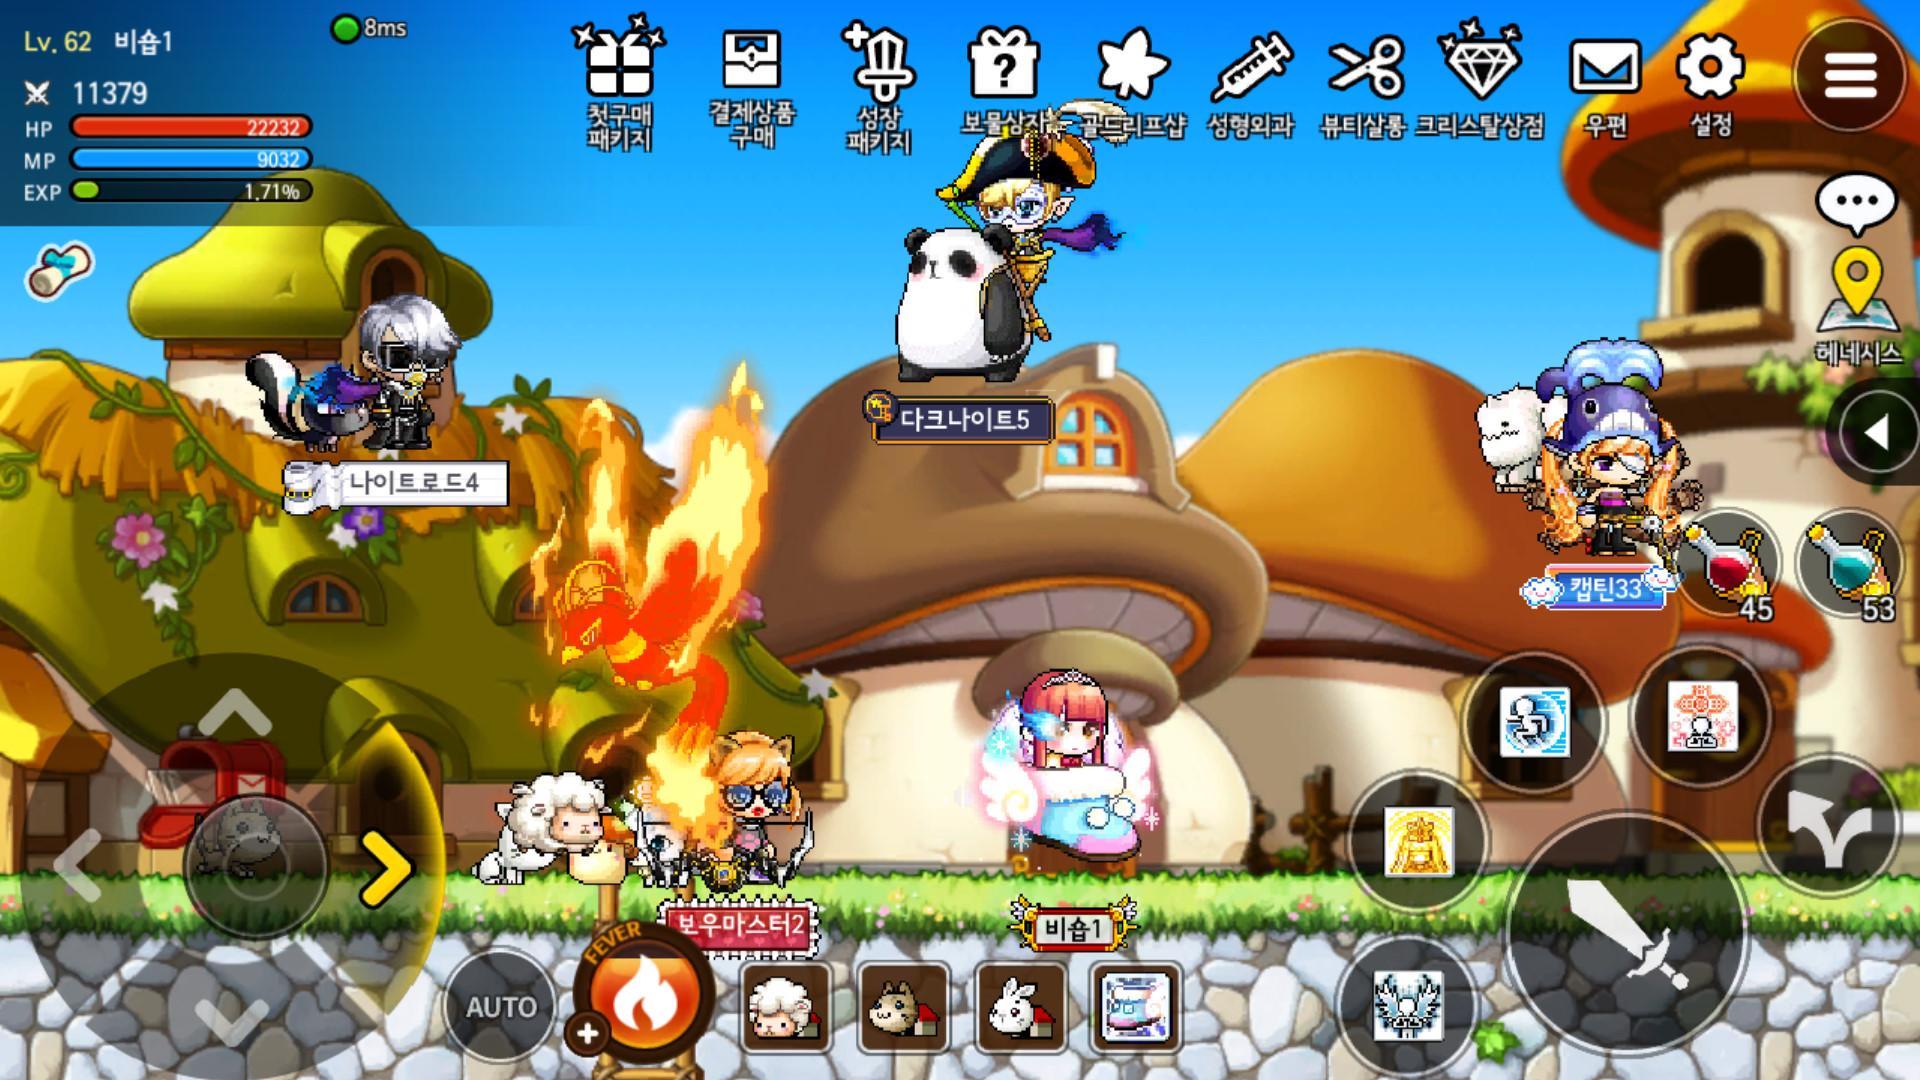 Lv. 62 비숍1
8ms
11379
HP 22232
MP 9032
EXP 1.71%
첫구매
패키지
결제상품
구매
성장
패키지
보물상자
골드리프샵
성형외과
뷰티살롱
크리스탈상점
우편
설정
헤네시스
다크나이트5
나이트로드4
캡틴33
45
53
보우마스터2
비숍1
AUTO
FEVER